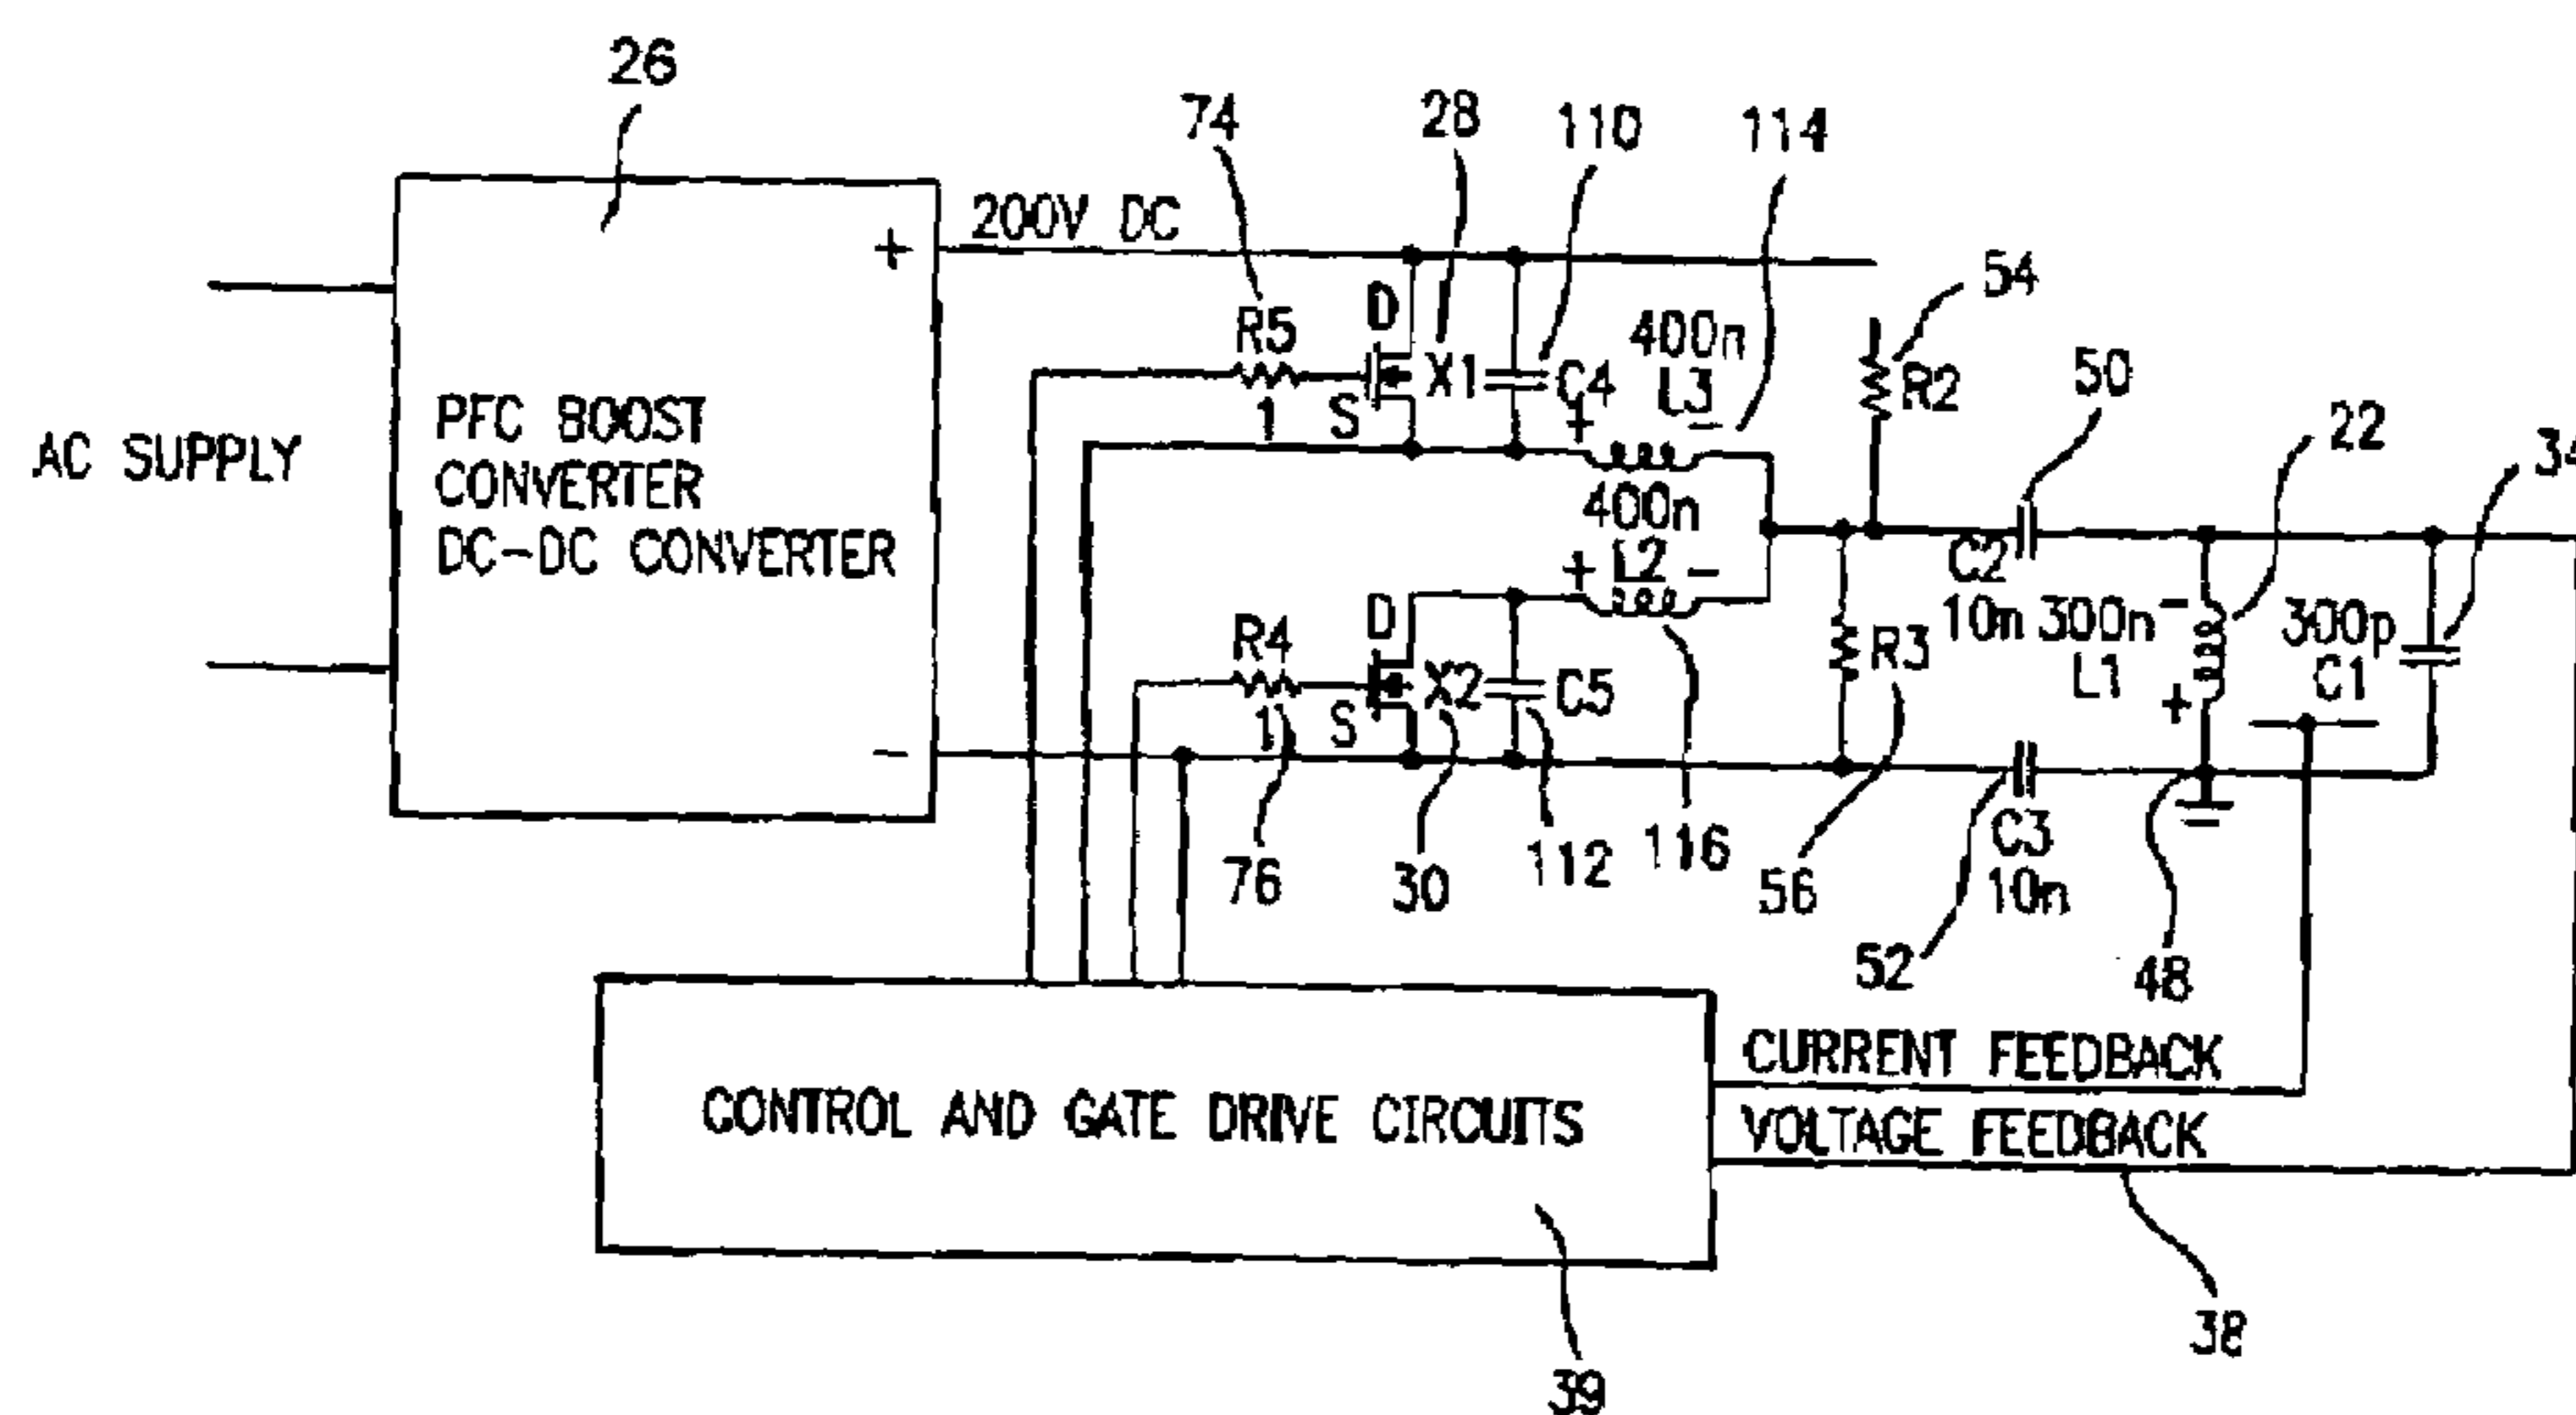 26
74
28
110
114
200V DC
+
54
D
R5
400n
X1
C4
L3
R2
50
1
S
+
-
22
34
AC SUPPLY
PFC BOOST
CONVERTER
DC-DC CONVERTER
400n
L2
+
-
C2
10m
300n
-
300p
L1
C1
+
D
R4
X2
C5
R3
1
S
-
76
30
112
116
56
C3
10m
52
48
CURRENT FEEDBACK
CONTROL AND GATE DRIVE CIRCUITS
VOLTAGE FEEDBACK
38
39